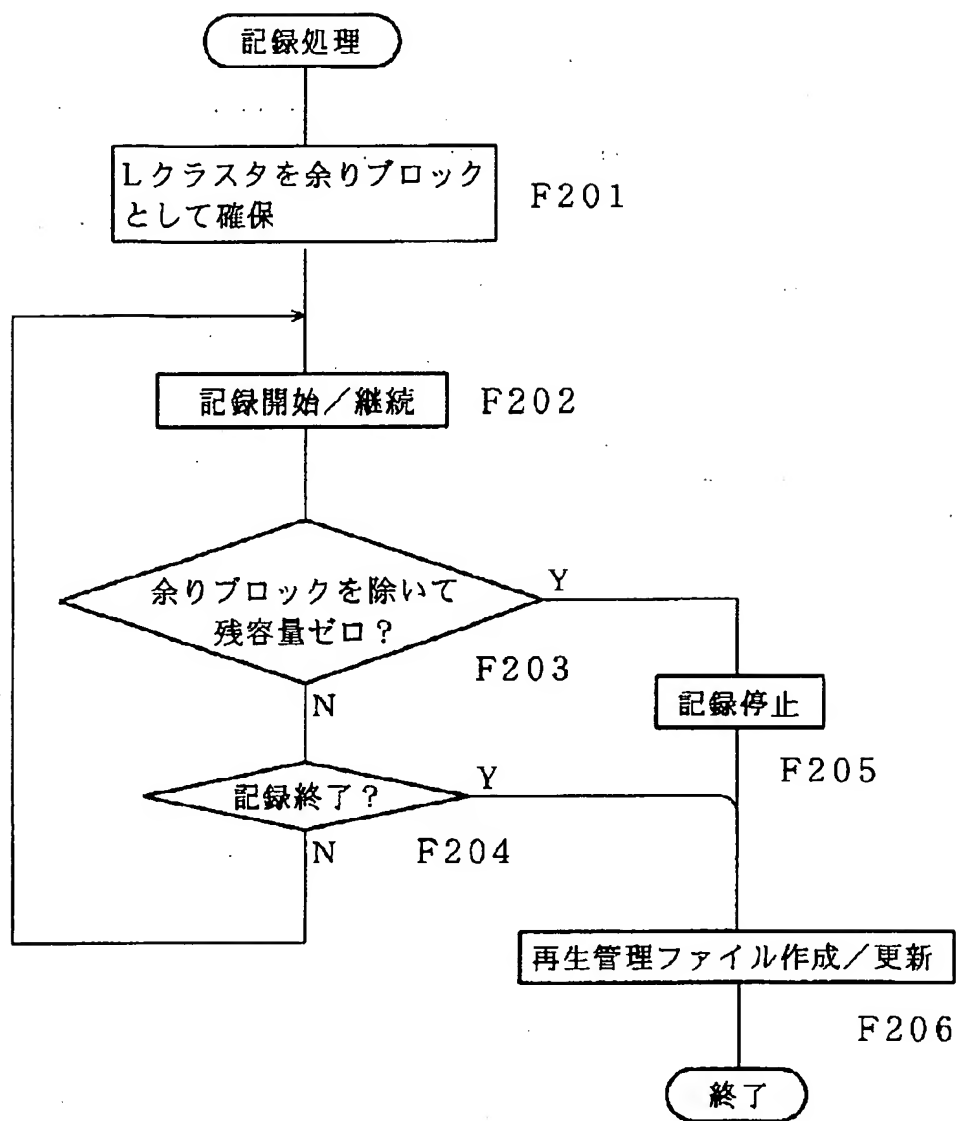 記録処理
Lクラスタを余りブロック
として確保
F201
記録開始/継続
F202
余りブロックを除いて
残容量ゼロ?
Y
F203
N
記録停止
F205
記録終了?
Y
F204
N
再生管理ファイル作成/更新
F206
終了